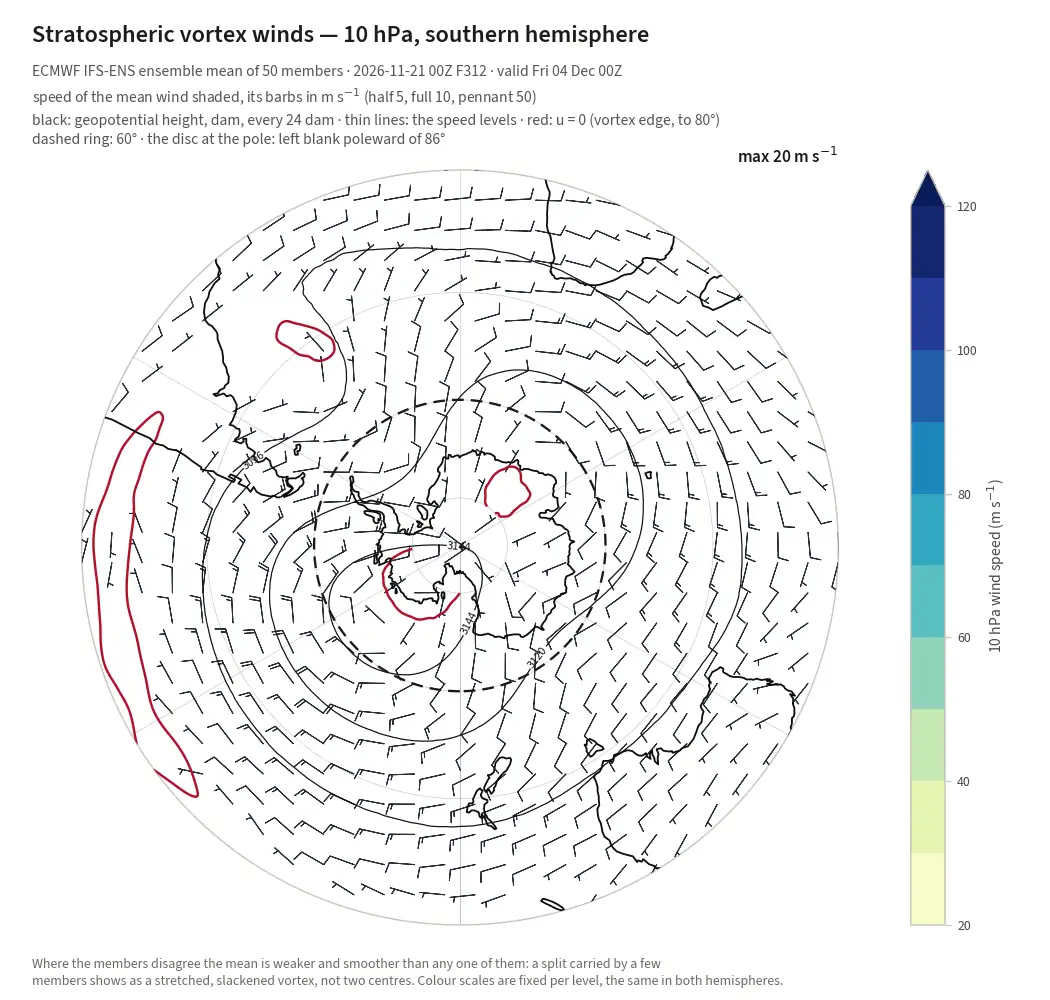 Stratospheric vortex winds — 10 hPa, southern hemisphere
ECMWF IFS-ENS ensemble mean of 50 members · 2026-11-21 00Z F312 · valid Fri 04 Dec 00Z
speed of the mean wind shaded, its barbs in m s⁻¹ (half 5, full 10, pennant 50)
black: geopotential height, dam, every 24 dam · thin lines: the speed levels · red: u = 0 (vortex edge, to 80°)
dashed ring: 60° · the disc at the pole: left blank poleward of 86°
max 20 m s⁻¹
120
100
80
60
40
20
10 hPa wind speed (m s⁻¹)
3096
3144
3144
3120
Where the members disagree the mean is weaker and smoother than any one of them: a split carried by a few
members shows as a stretched, slackened vortex, not two centres. Colour scales are fixed per level, the same in both hemispheres.